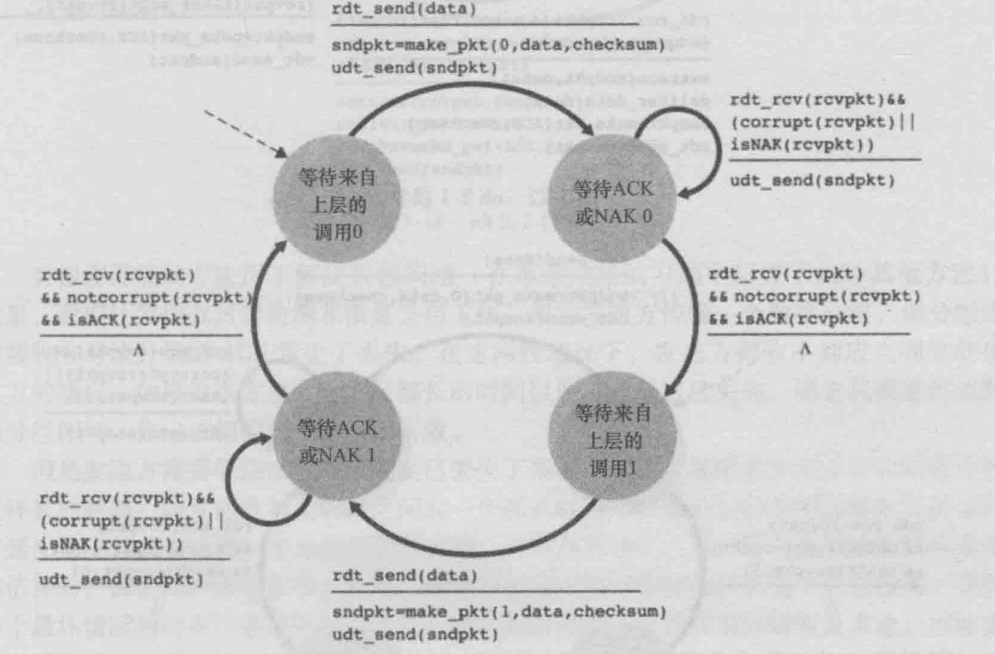 rdt_send(data)
sndpkt=make_pkt(0,data,checksum)
udt_send(sndpkt)
rdt_rcv(rcvpkt)&&
(corrupt(rcvpkt)||
isNAK(rcvpkt))
udt_send(sndpkt)
等待来自
上层的
调用0
等待ACK
或NAK 0
rdt_rcv(rcvpkt)
&& notcorrupt(rcvpkt)
&& isACK(rcvpkt)
Λ
rdt_rcv(rcvpkt)
&& notcorrupt(rcvpkt)
&& isACK(rcvpkt)
Λ
等待ACK
或NAK 1
等待来自
上层的
调用1
rdt_rcv(rcvpkt)&&
(corrupt(rcvpkt)||
isNAK(rcvpkt))
udt_send(sndpkt)
rdt_send(data)
sndpkt=make_pkt(1,data,checksum)
udt_send(sndpkt)